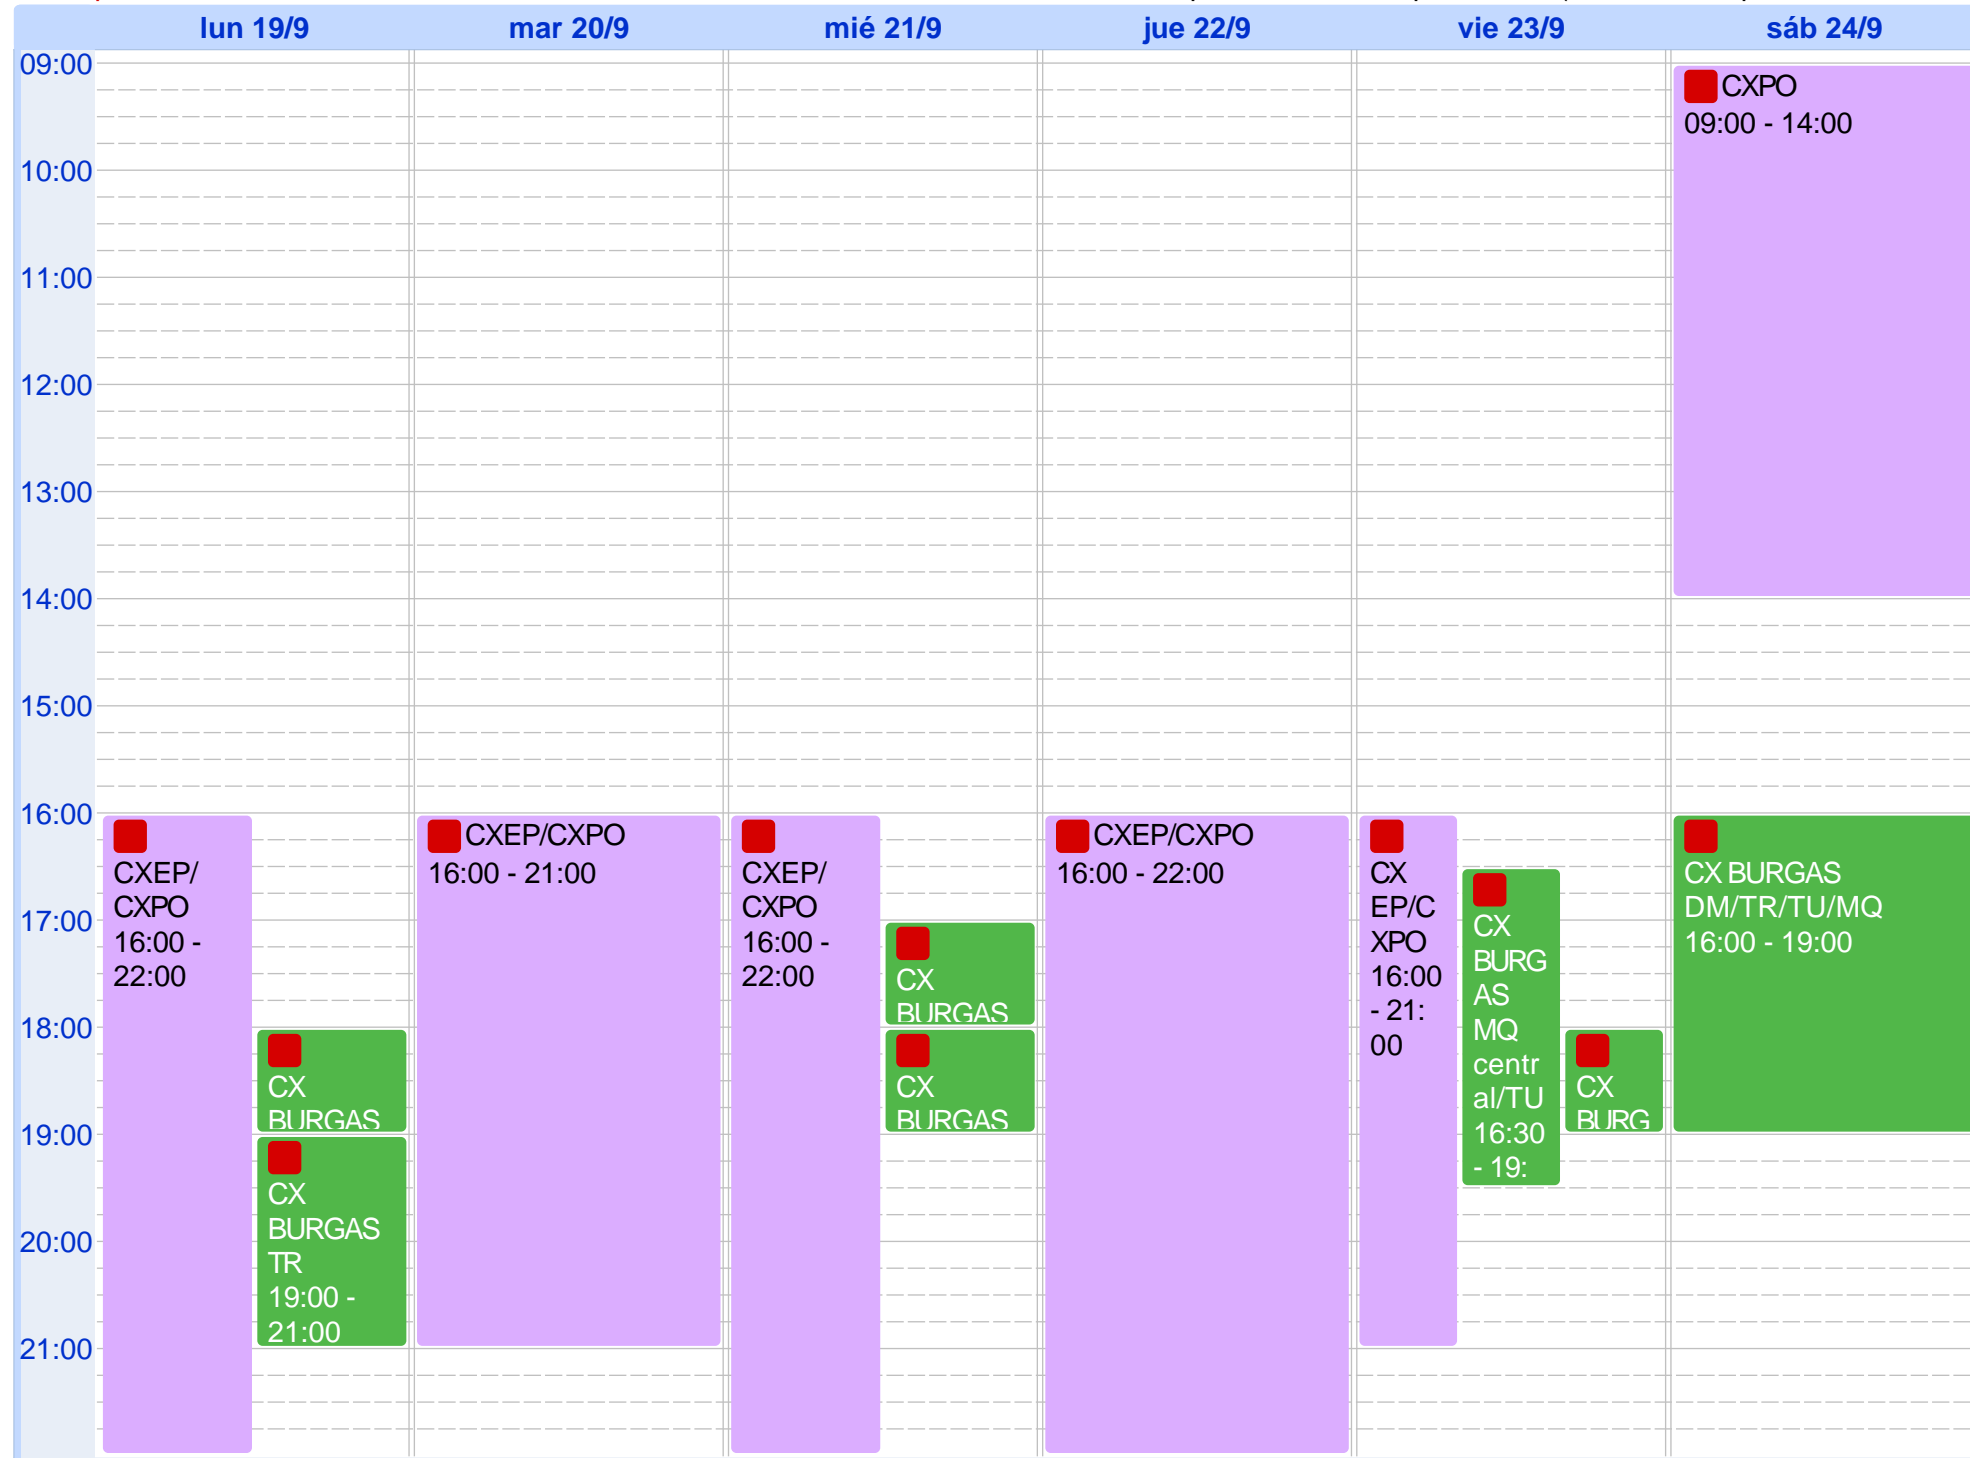 lun 19/9
mar 20/9
mié 21/9
jue 22/9
vie 23/9
sáb 24/9
09:00
10:00
11:00
12:00
13:00
14:00
15:00
16:00
17:00
18:00
19:00
20:00
21:00
CXEP/
CXPO
16:00 -
22:00
CX
BURGAS
CX
BURGAS
TR
19:00 -
21:00
CXEP/CXPO
16:00 - 21:00
CXEP/
CXPO
16:00 -
22:00
CX
BURGAS
CX
BURGAS
CXEP/CXPO
16:00 - 22:00
CX
EP/C
XPO
16:00
- 21:
00
CX
BURG
AS
MQ
centr
al/TU
16:30
- 19:
CX
BURG
CXPO
09:00 - 14:00
CX BURGAS
DM/TR/TU/MQ
16:00 - 19:00